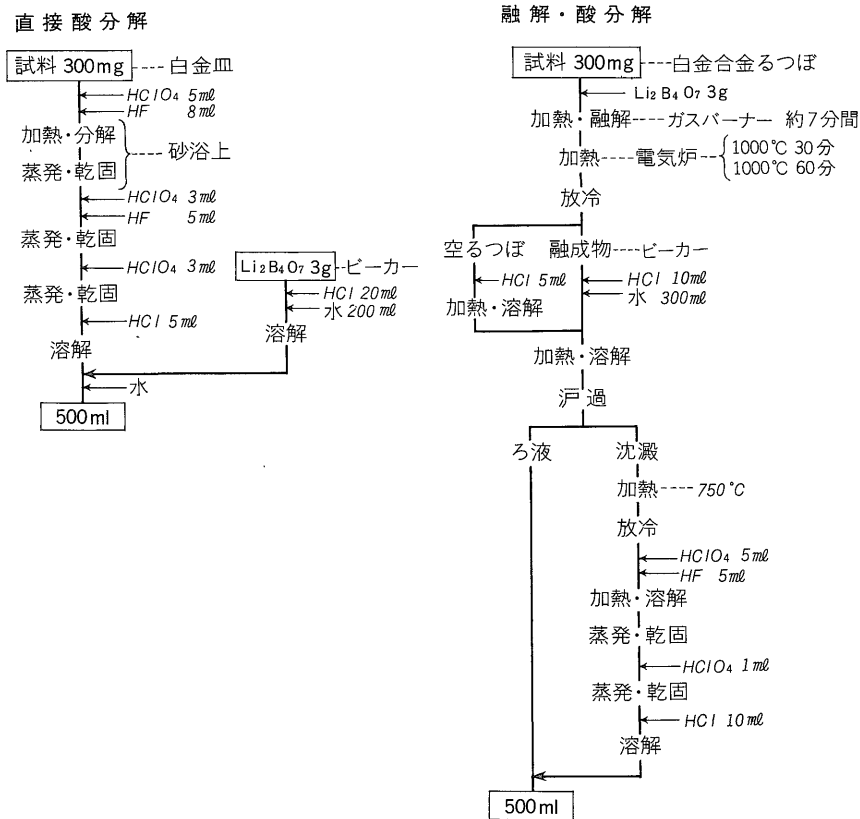 直接酸分解
試料 300mg
白金皿
HClO4 5ml
HF 8ml
加熱・分解
蒸発・乾固
砂浴上
HClO4 3ml
HF 5ml
蒸発・乾固
HClO4 3ml
蒸発・乾固
HCl 5ml
溶解
Li2B4O7 3g
ビーカー
HCl 20ml
水 200ml
溶解
水
500ml
融解・酸分解
試料 300mg
白金合金るつぼ
Li2B4O7 3g
加熱・融解
ガスバーナー 約7分間
加熱
電気炉
1000℃ 30分
1000℃ 60分
放冷
空るつぼ
HCl 5ml
加熱・溶解
融成物
ビーカー
HCl 10ml
水 300ml
加熱・溶解
沪過
ろ液
沈澱
加熱
750℃
放冷
HClO4 5ml
HF 5ml
加熱・溶解
蒸発・乾固
HClO4 1ml
蒸発・乾固
HCl 10ml
溶解
500ml